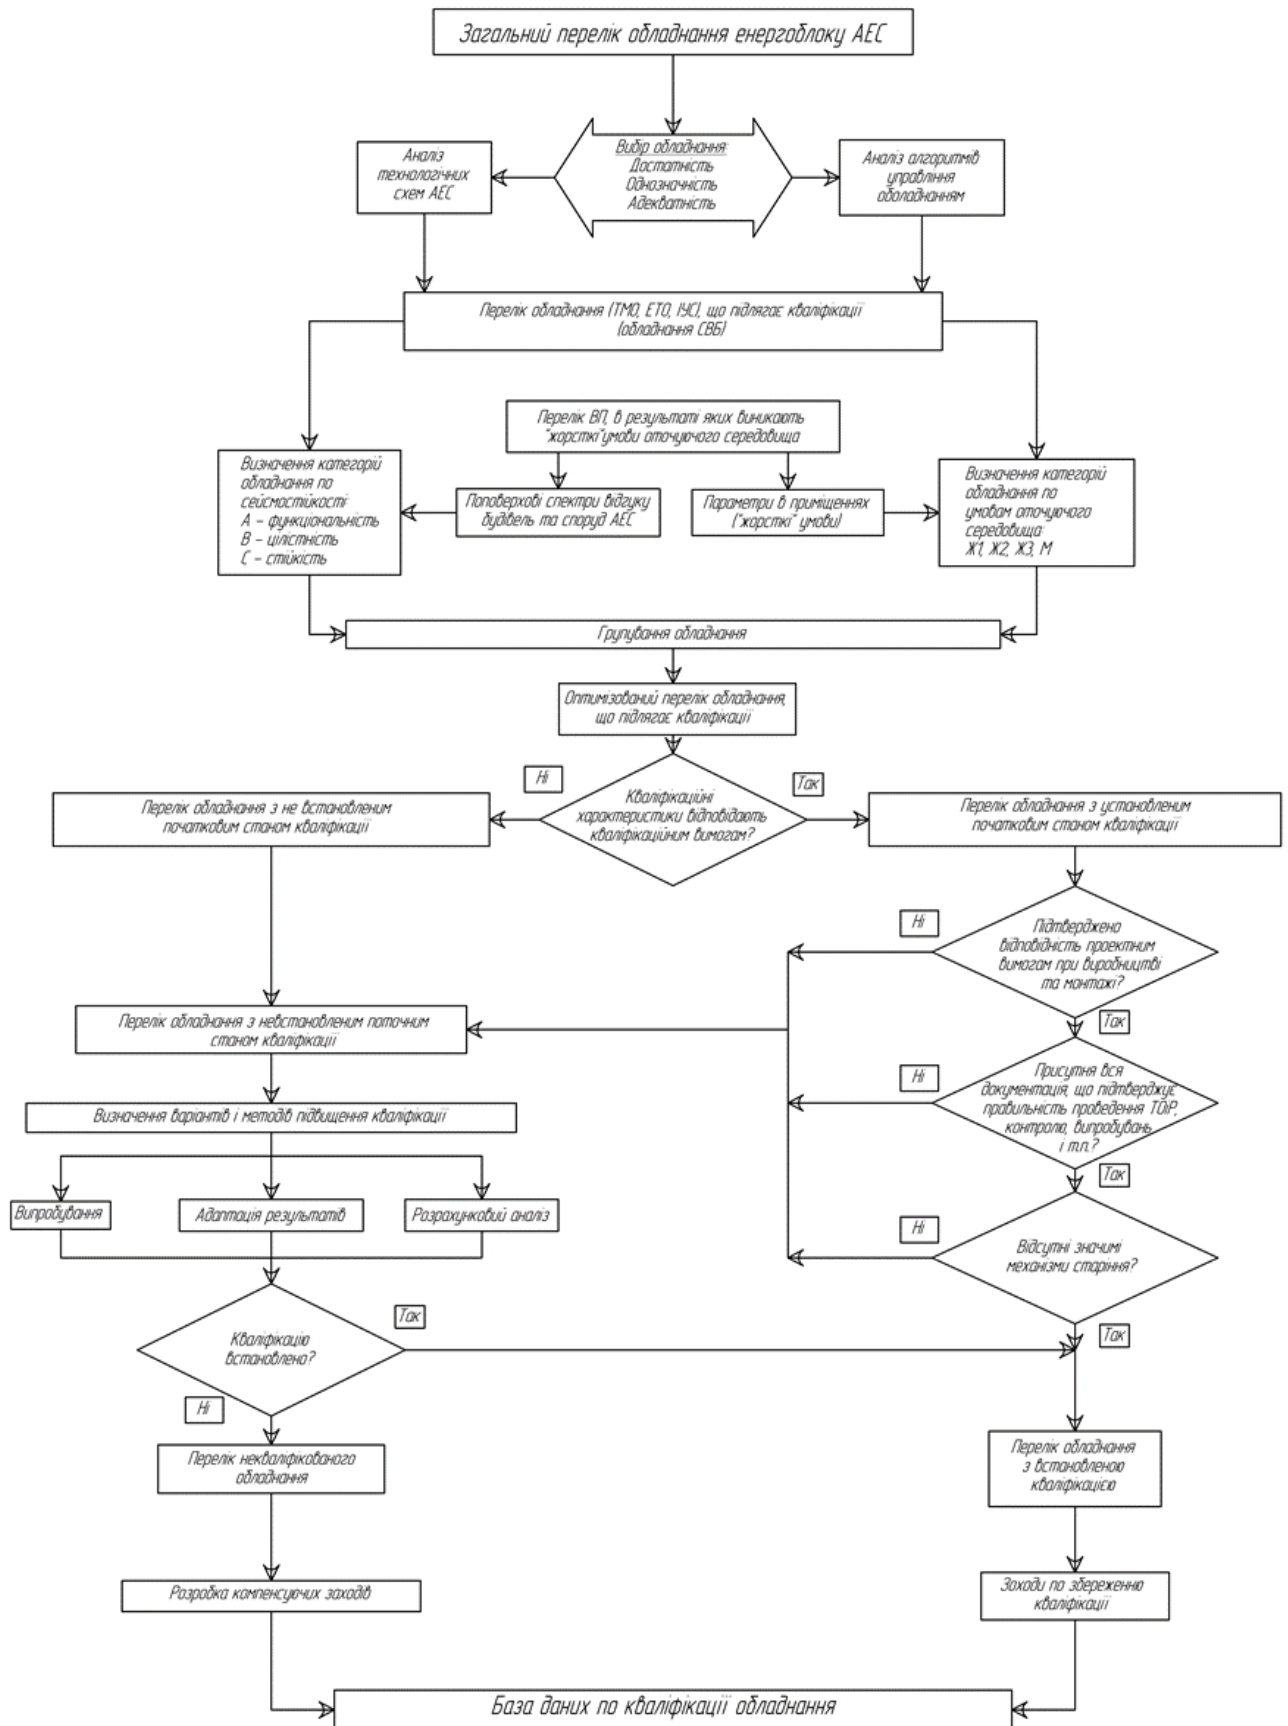 Загальний перелік обладнання енергоблоку АЕС
Аналіз
технологічних
схем АЕС
Вибір обладнання:
Достатність
Однозначність
Адекватність
Аналіз алгоритмів
управління
оболаднанням
Перелік обладнання (ТМО, ЕТО, ІУС), що підлягає кваліфікації
(обладнання СВБ)
Перелік ВП, в результаті яких виникають
"жорсткі" умови оточуючого середовища
Визначення категорій
обладнання по
сейсмостійкості:
А – функціональність
В – цілістність
С – стійкість
Поповерхові спектри відгуку
будівель та споруд АЕС
Параметри в приміщеннях
("жорсткі" умови)
Визначення категорій
обладнання по
умовам оточуючого
середовища:
Ж1, Ж2, Ж3, М
Групування обладнання
Оптимізований перелік обладнання,
що підлягає кваліфікації
Ні
Так
Кваліфікаційні
характеристики відповідають
кваліфікаційним вимогам?
Перелік обладнання з не встановленим
початковим станом кваліфікації
Перелік обладнання з установленим
початковим станом кваліфікації
Ні
Підтверджено
відповідність проектним
вимогам при виробництві
та монтажі?
Так
Перелік обладнання з невстановленим поточним
станом кваліфікації
Ні
Присутня вся
документація, що підтверджує
правильність проведення ТОіР,
контролю, випробувань
і т.п.?
Так
Визначення варіантів і методів підвищення кваліфікації
Випробування
Адаптація результатів
Розрахунковий аналіз
Ні
Відсутні значимі
механізми старіння?
Так
Так
Кваліфікацію
встановлено?
Ні
Перелік некваліфікованого
обладнання
Перелік обладнання
з встановленою
кваліфікацією
Розробка компенсуючих заходів
Заходи по збереженню
кваліфікації
База даних по кваліфікації обладнання